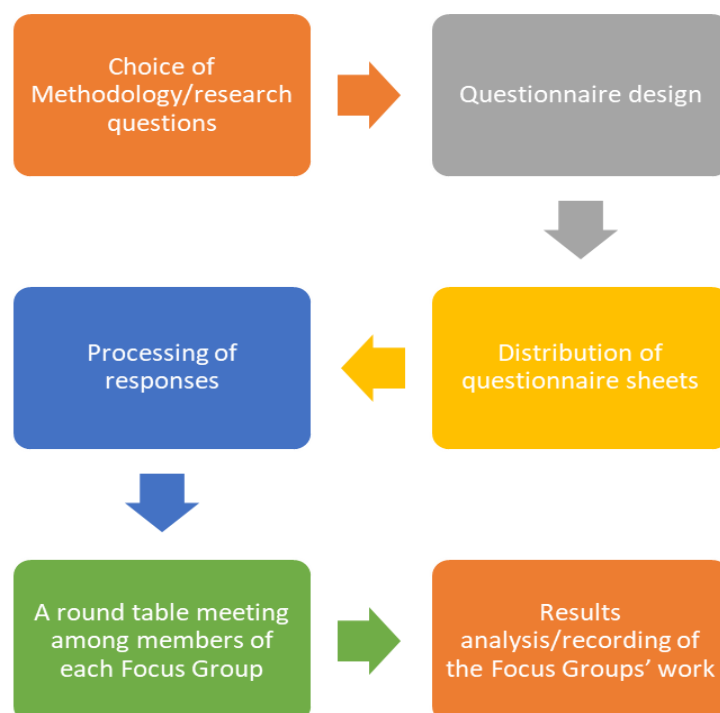 Choice of
Methodology/research
questions
Questionnaire design
Distribution of
questionnaire sheets
Processing of
responses
A round table meeting
among members of
each Focus Group
Results
analysis/recording of
the Focus Groups’ work